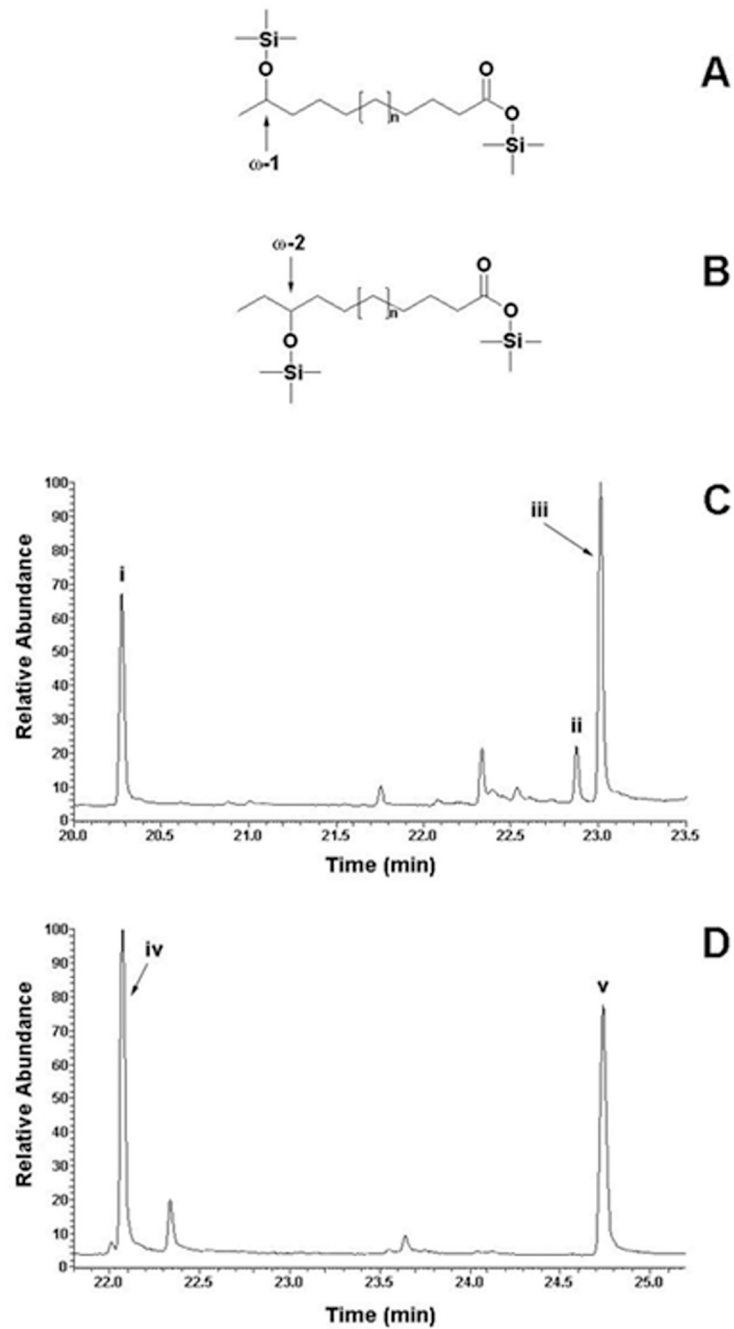 Si
O
O
A
O
n
Si
ω-1
ω-2
O
B
O
n
O
Si
Si
C
100
90
80
70
60
50
40
30
20
10
0
Relative Abundance
i
ii
iii
20.0 20.5 21.0 21.5 22.0 22.5 23.0 23.5
Time (min)
D
100
90
80
70
60
50
40
30
20
10
0
Relative Abundance
iv
v
22.0 22.5 23.0 23.5 24.0 24.5 25.0
Time (min)